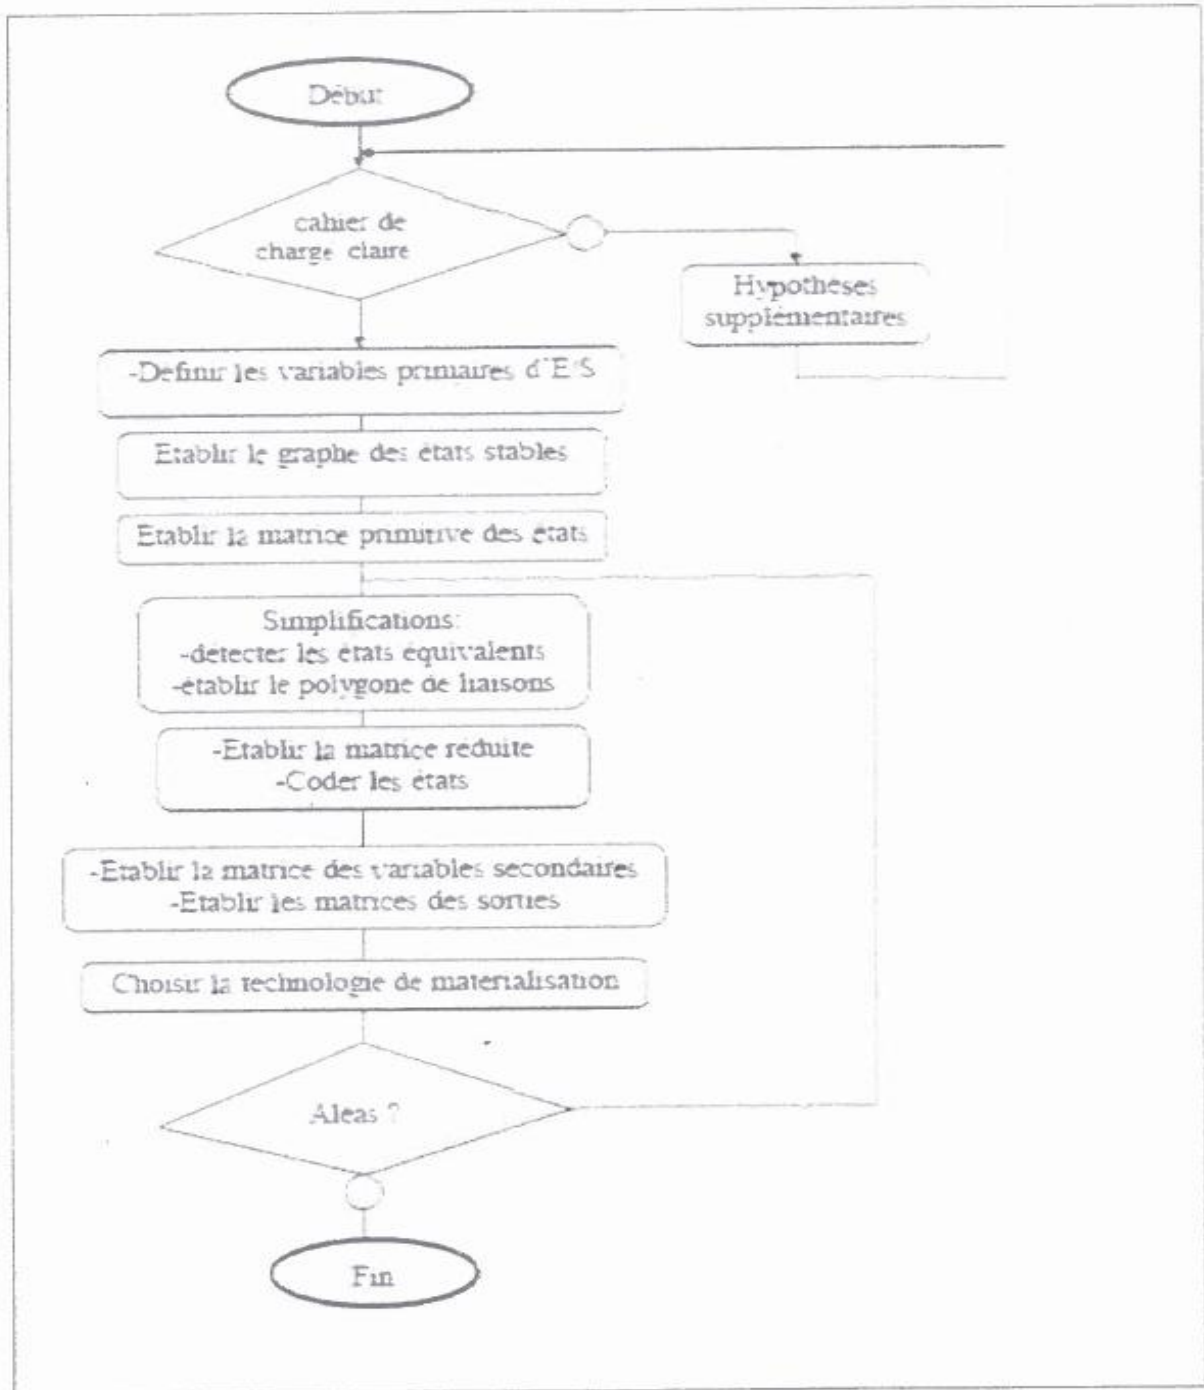 Début
cahier de
charge claire
Hypothèses
supplémentaires
-Définir les variables primaires d'E/S
Etablir le graphe des états stables
Etablir la matrice primitive des états
Simplifications:
-détecter les états équivalents
-établir le polygone de liaisons
-Etablir la matrice réduite
-Coder les états
-Etablir la matrice des variables secondaires
-Etablir les matrices des sorties
Choisir la technologie de matérialisation
Aléas ?
Fin